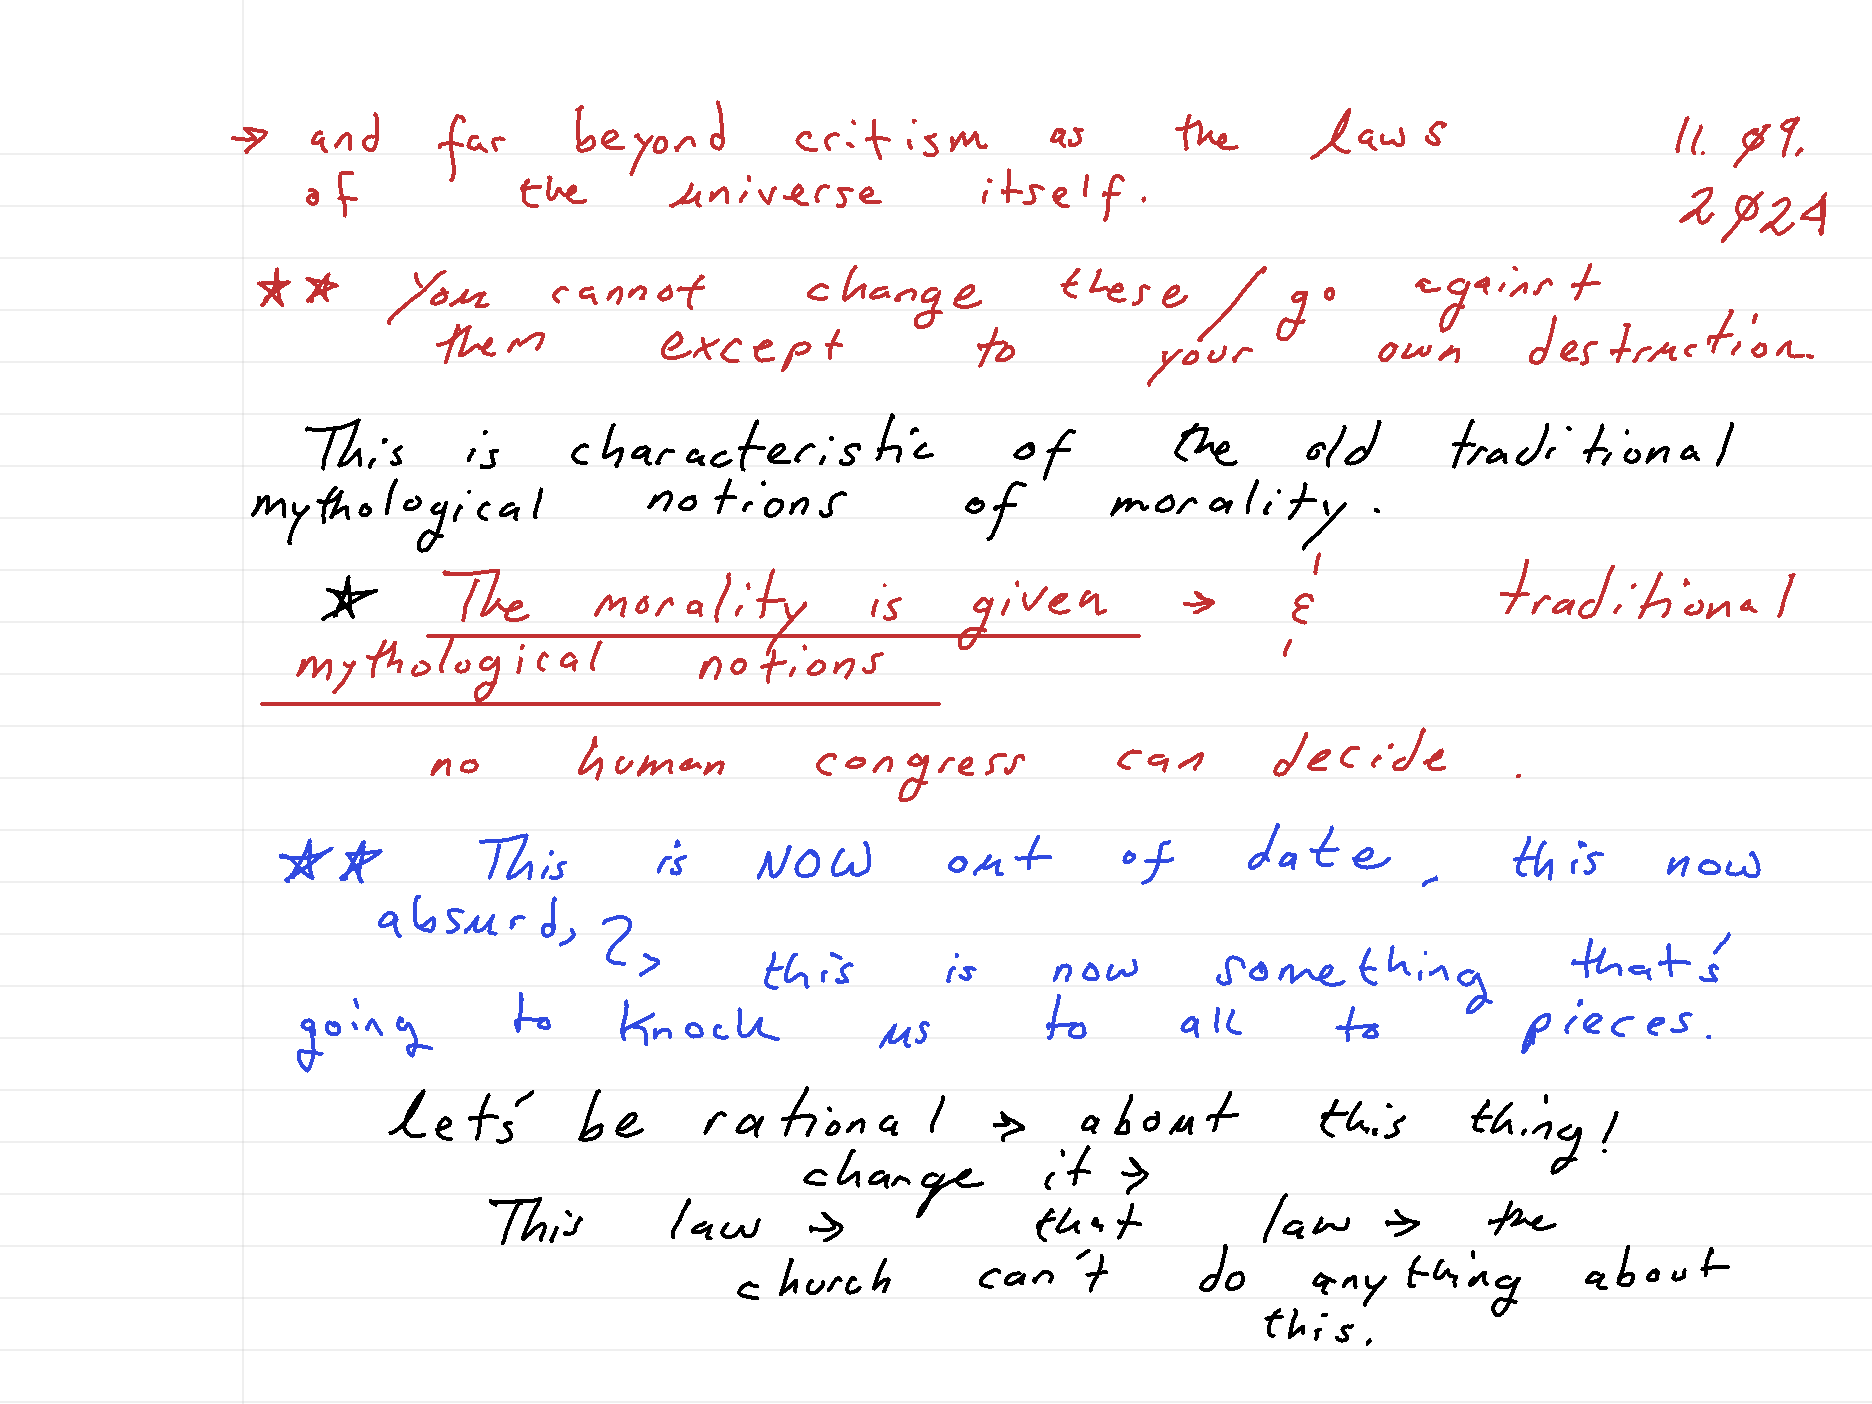 → and far beyond critism as the laws 11. Ø9.
of the universe itself. 2Ø24
☆☆ You cannot change these / go against
them except to your own destruction.
This is characteristic of the old traditional
mythological notions of morality.
☆ The morality is given → & traditional
mythological notions
no human congress can decide.
☆☆ This is NOW out of date, this now
absurd,
this is now something that's
going to knock us to all to pieces.
let's be rational → about this thing!
change it →
This law → that law → the
church can't do anything about
this.